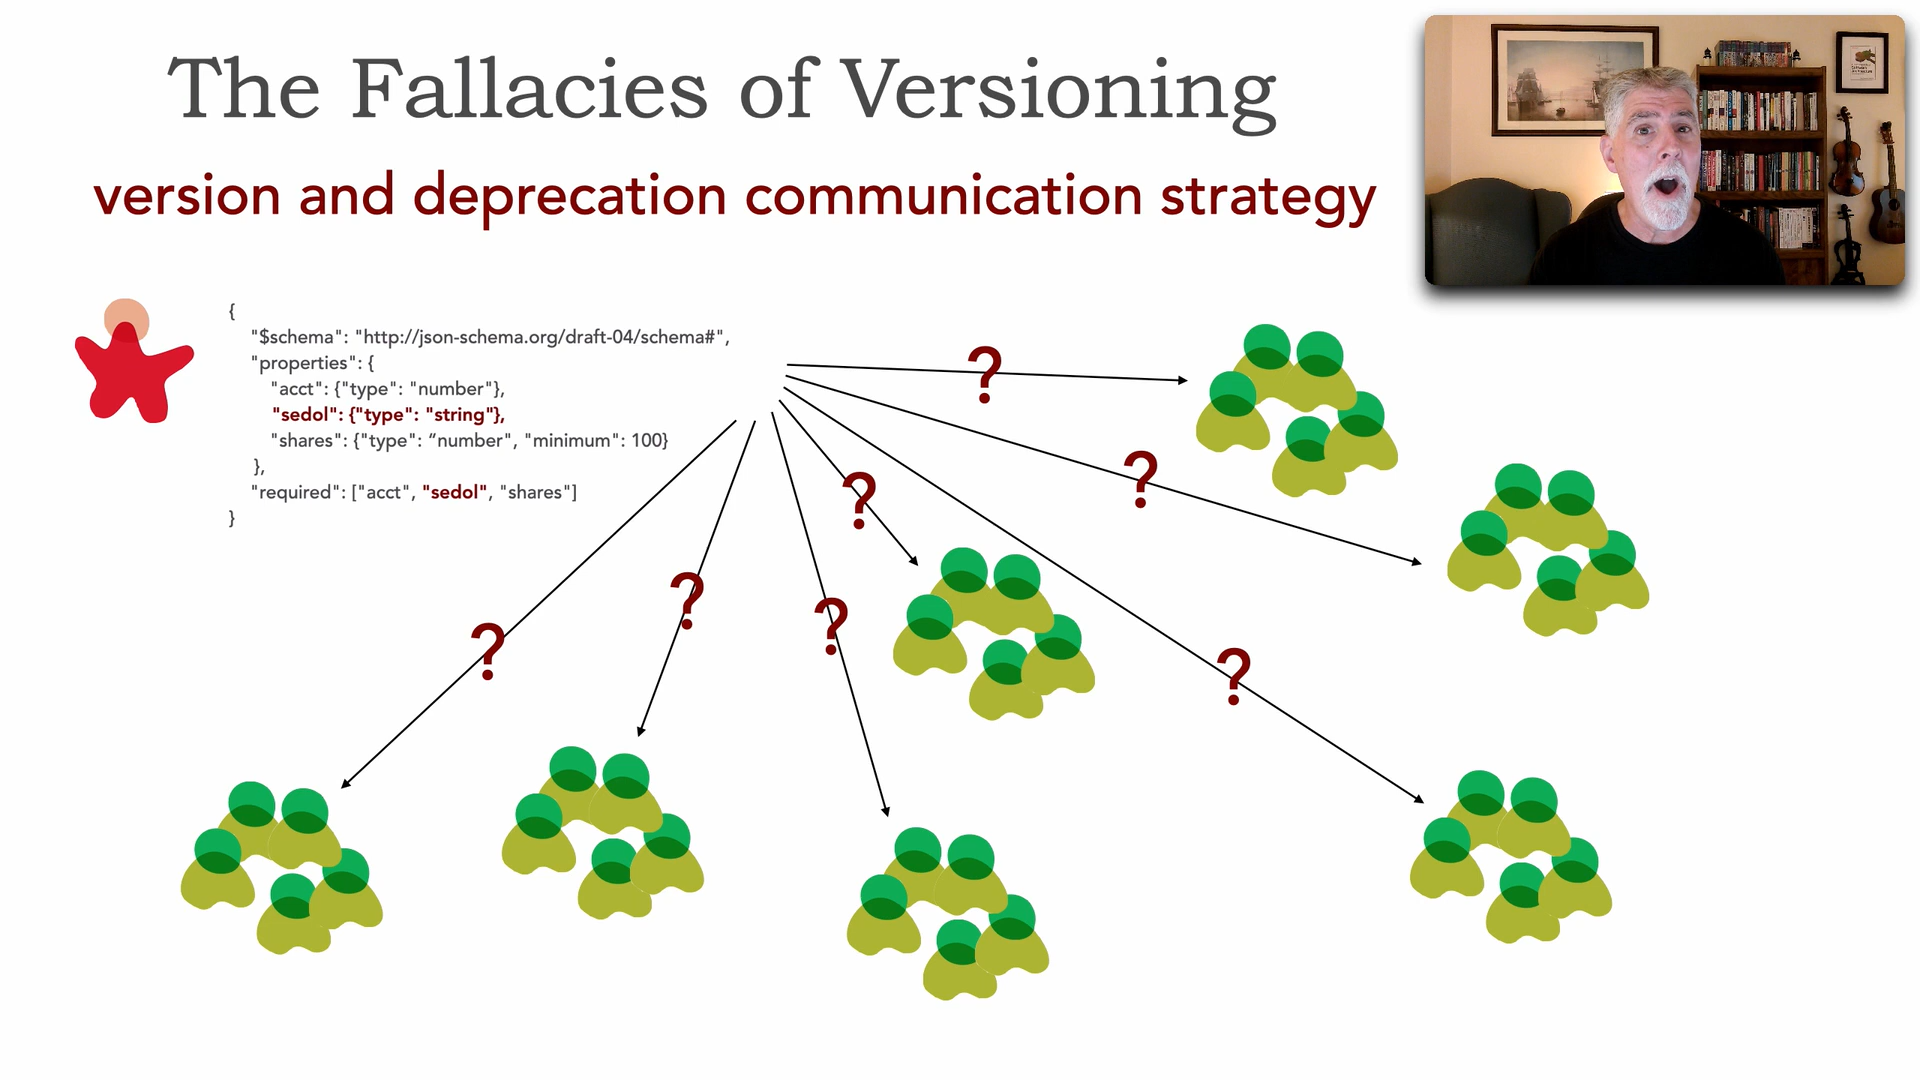 The Fallacies of Versioning
version and deprecation communication strategy
{
"$schema": "http://json-schema.org/draft-04/schema#",
"properties": {
"acct": {"type": "number"},
"sedol": {"type": "string"},
"shares": {"type": “number", "minimum": 100}
},
"required": ["acct", "sedol", "shares"]
}
?
?
?
?
?
?
?